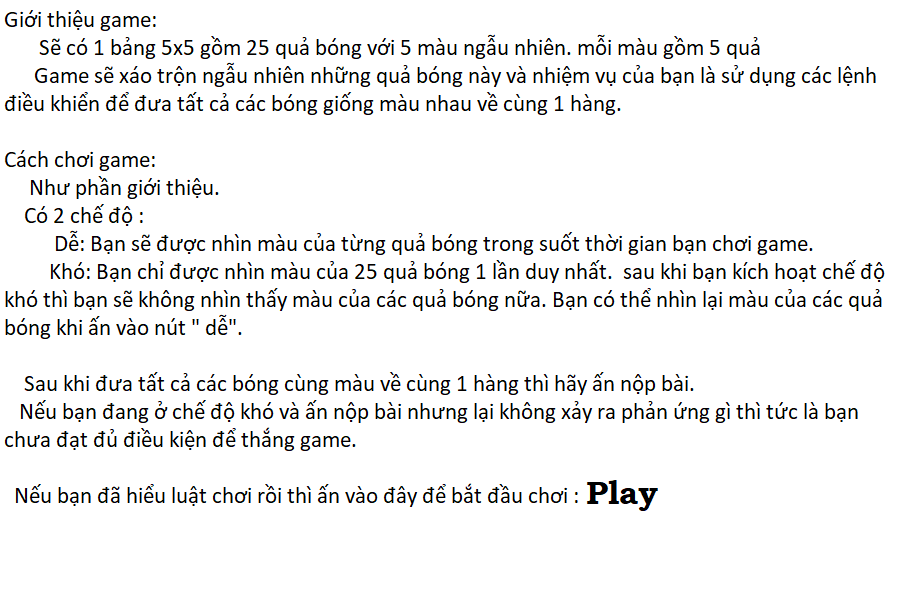 Giới thiệu game:
Sẽ có 1 bảng 5x5 gồm 25 quả bóng với 5 màu ngẫu nhiên. mỗi màu gồm 5 quả
Game sẽ xáo trộn ngẫu nhiên những quả bóng này và nhiệm vụ của bạn là sử dụng các lệnh
điều khiển để đưa tất cả các bóng giống màu nhau về cùng 1 hàng.
Cách chơi game:
Như phần giới thiệu.
Có 2 chế độ :
Dễ: Bạn sẽ được nhìn màu của từng quả bóng trong suốt thời gian bạn chơi game.
Khó: Bạn chỉ được nhìn màu của 25 quả bóng 1 lần duy nhất.  sau khi bạn kích hoạt chế độ
khó thì bạn sẽ không nhìn thấy màu của các quả bóng nữa. Bạn có thể nhìn lại màu của các quả
bóng khi ấn vào nút " dễ".
Sau khi đưa tất cả các bóng cùng màu về cùng 1 hàng thì hãy ấn nộp bài.
Nếu bạn đang ở chế độ khó và ấn nộp bài nhưng lại không xảy ra phản ứng gì thì tức là bạn
chưa đạt đủ điều kiện để thắng game.
Nếu bạn đã hiểu luật chơi rồi thì ấn vào đây để bắt đầu chơi : Play